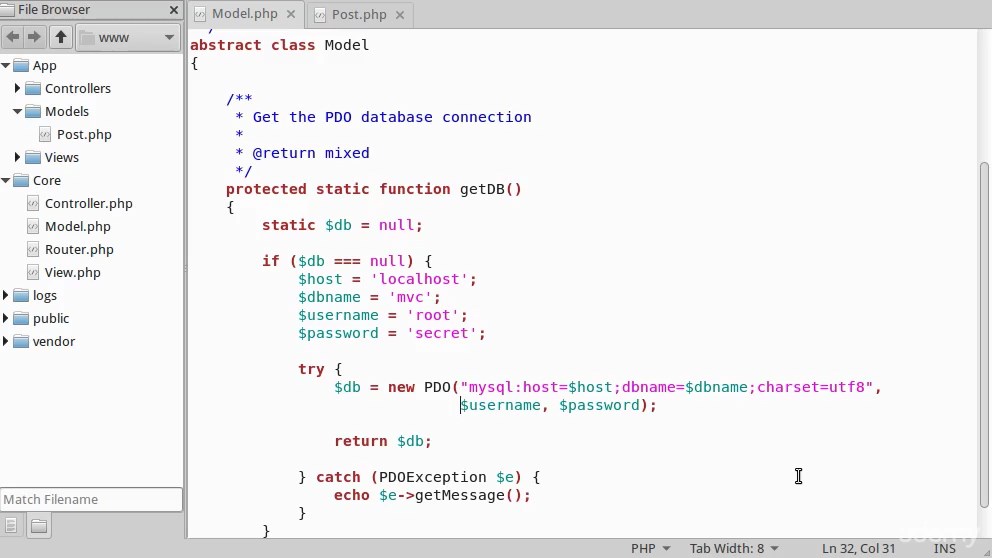 File Browser
Model.php
Post.php
www
App
Controllers
Models
Post.php
Views
Core
Controller.php
Model.php
Router.php
View.php
logs
public
vendor
Match Filename
abstract class Model
{
/**
* Get the PDO database connection
*
* @return mixed
*/
protected static function getDB()
{
static $db = null;
if ($db === null) {
$host = 'localhost';
$dbname = 'mvc';
$username = 'root';
$password = 'secret';
try {
$db = new PDO("mysql:host=$host;dbname=$dbname;charset=utf8",
$username, $password);
return $db;
} catch (PDOException $e) {
echo $e->getMessage();
}
}
PHP Tab Width: 8 Ln 32, Col 31 INS
udemy